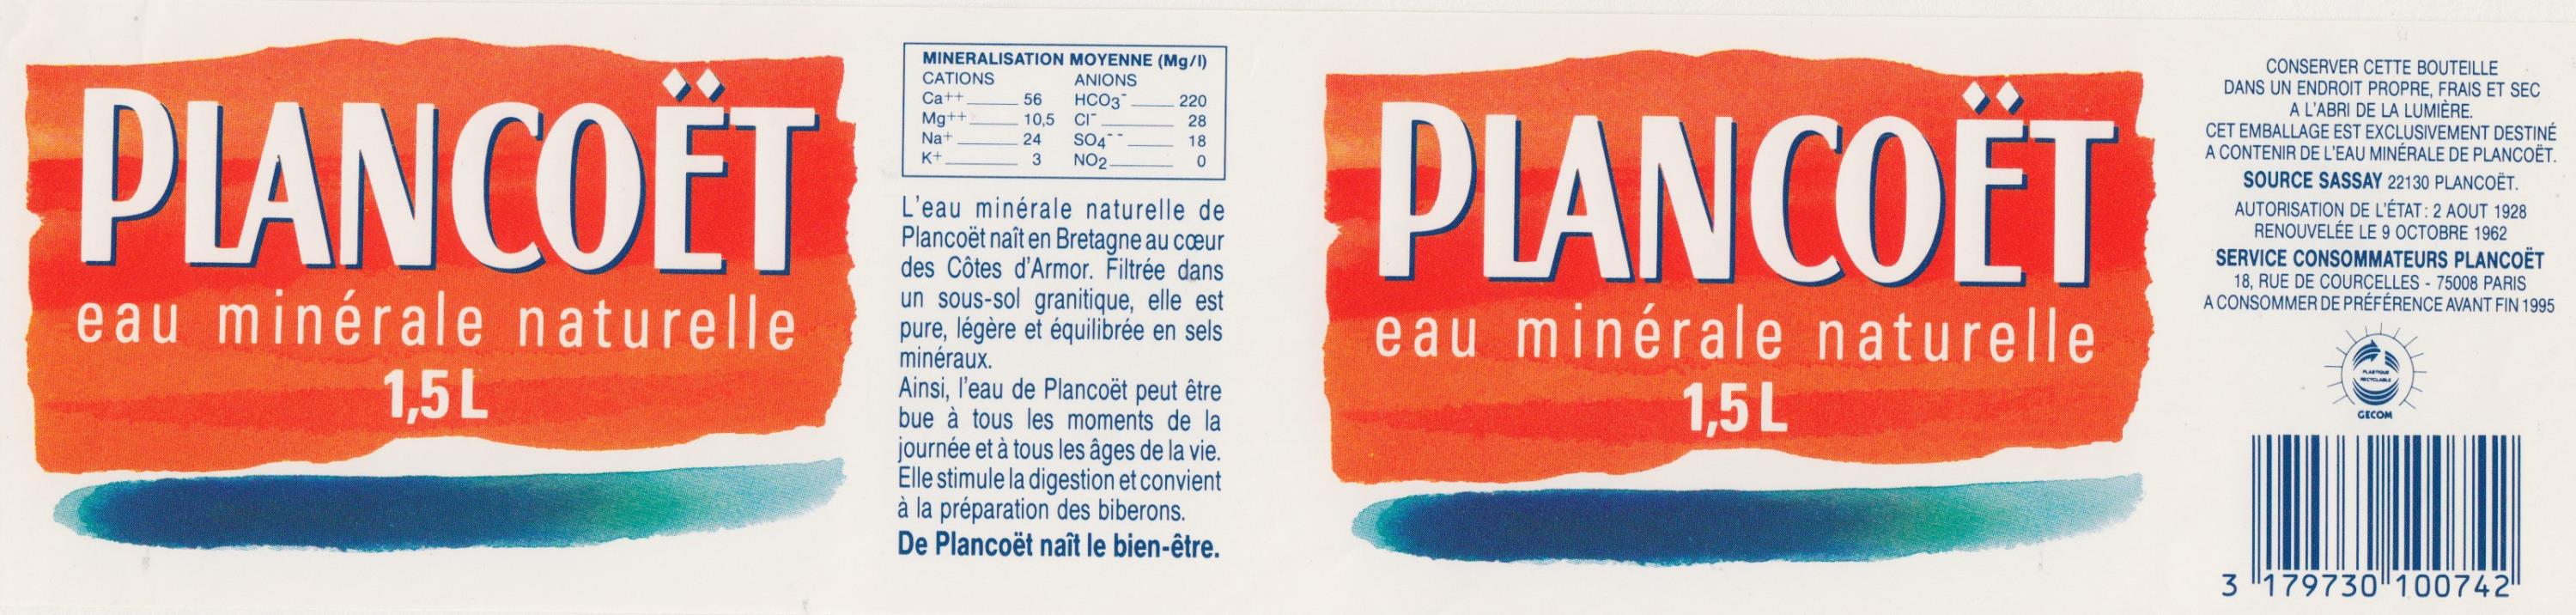 PLANCOËT
eau minérale naturelle
1,5 L
MINERALISATION MOYENNE (Mg/l)
CATIONS ANIONS
Ca++ 56 HCO3- 220
Mg++ 10,5 Cl- 28
Na+ 24 SO4-- 18
K+ 3 NO2 0
L'eau minérale naturelle de
Plancoët naît en Bretagne au cœur
des Côtes d'Armor. Filtrée dans
un sous-sol granitique, elle est
pure, légère et équilibrée en sels
minéraux.
Ainsi, l'eau de Plancoët peut être
bue à tous les moments de la
journée et à tous les âges de la vie.
Elle stimule la digestion et convient
à la préparation des biberons.
De Plancoët naît le bien-être.
PLANCOËT
eau minérale naturelle
1,5 L
CONSERVER CETTE BOUTEILLE
DANS UN ENDROIT PROPRE, FRAIS ET SEC
A L'ABRI DE LA LUMIÈRE.
CET EMBALLAGE EST EXCLUSIVEMENT DESTINÉ
A CONTENIR DE L'EAU MINÉRALE DE PLANCOËT.
SOURCE SASSAY 22130 PLANCOËT.
AUTORISATION DE L'ÉTAT : 2 AOUT 1928
RENOUVELÉE LE 9 OCTOBRE 1962
SERVICE CONSOMMATEURS PLANCOËT
18, RUE DE COURCELLES - 75008 PARIS
A CONSOMMER DE PRÉFÉRENCE AVANT FIN 1995
PLASTIQUE
RECYCLABLE
GECOM
3 179730 100742